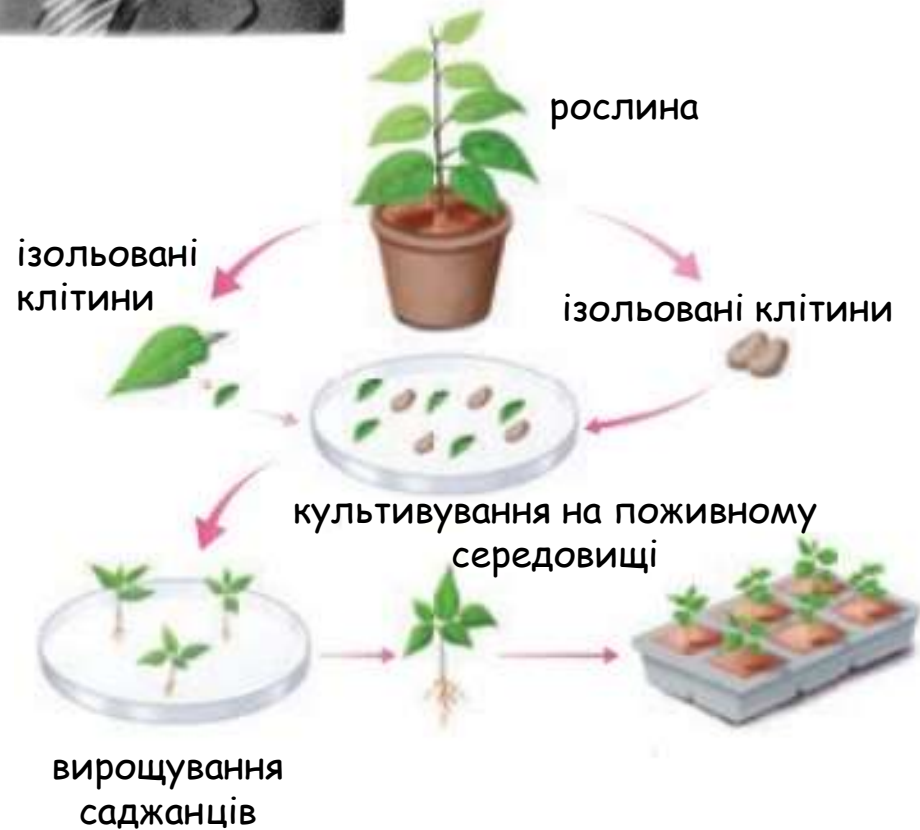 рослина
ізольовані
клітини
ізольовані клітини
культивування на поживному
середовищі
вирощування
саджанців